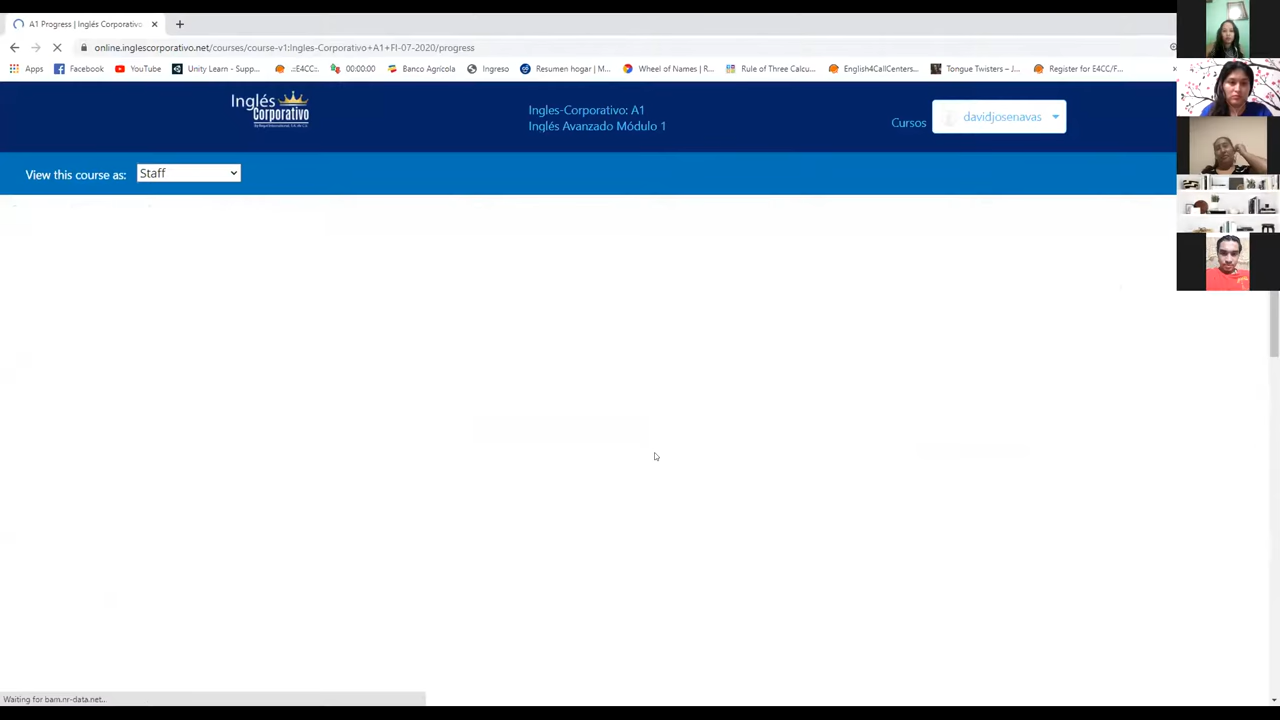 A1 Progress | Inglés Corporativo
online.inglescorporativo.net/courses/course-v1:Ingles-Corporativo+A1+FI-07-2020/progress
Apps Facebook YouTube Unity Learn - Supp... .::E4CC::. 00:00:00 Banco Agrícola Ingreso Resumen hogar | M... Wheel of Names | R... Rule of Three Calcu... English4CallCenters... Tongue Twisters – J... Register for E4CC/F...
Inglés
Corporativo
Ingles-Corporativo: A1
Inglés Avanzado Módulo 1
Cursos
davidjosenavas
View this course as: Staff
Waiting for bam.nr-data.net...